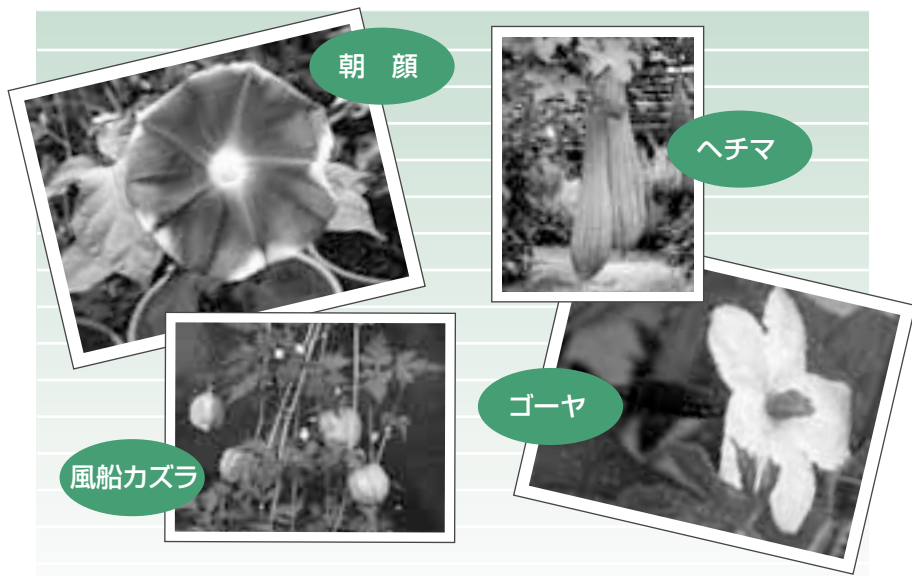 朝　顔
ヘチマ
ゴーヤ
風船カズラ